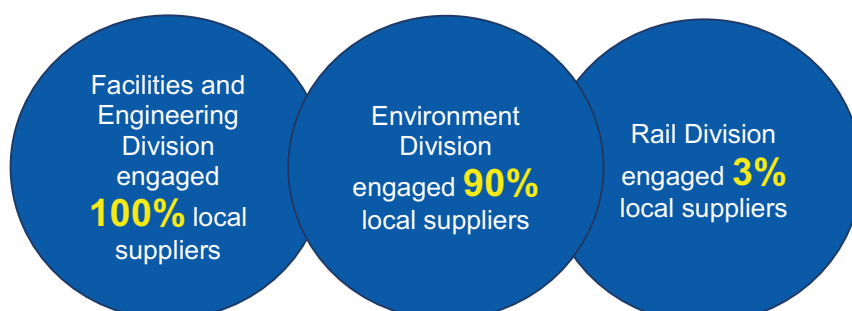 Facilities and
Engineering
Division
engaged
100% local
suppliers
Environment
Division
engaged 90%
local suppliers
Rail Division
engaged 3%
local suppliers